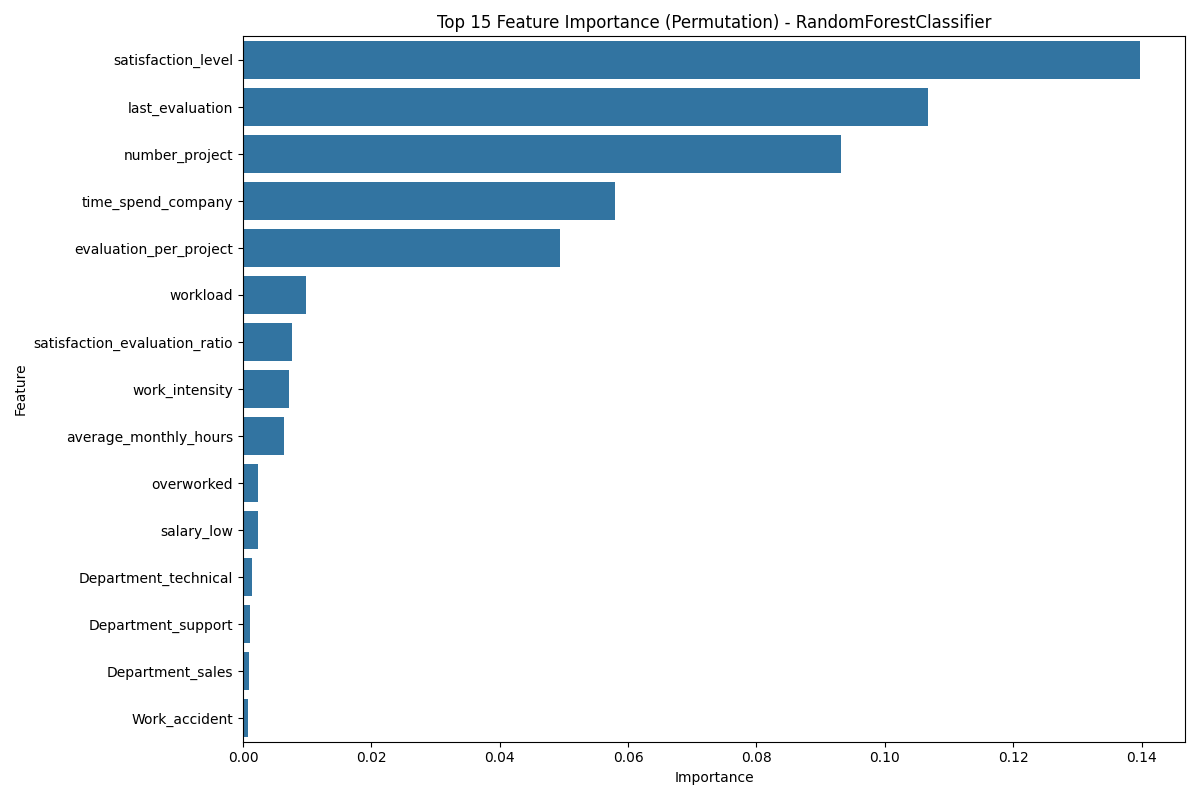 Top 15 Feature Importance (Permutation) - RandomForestClassifier
satisfaction_level
last_evaluation
number_project
time_spend_company
evaluation_per_project
workload
satisfaction_evaluation_ratio
work_intensity
average_monthly_hours
overworked
salary_low
Department_technical
Department_support
Department_sales
Work_accident
Feature
0.00 0.02 0.04 0.06 0.08 0.10 0.12 0.14
Importance